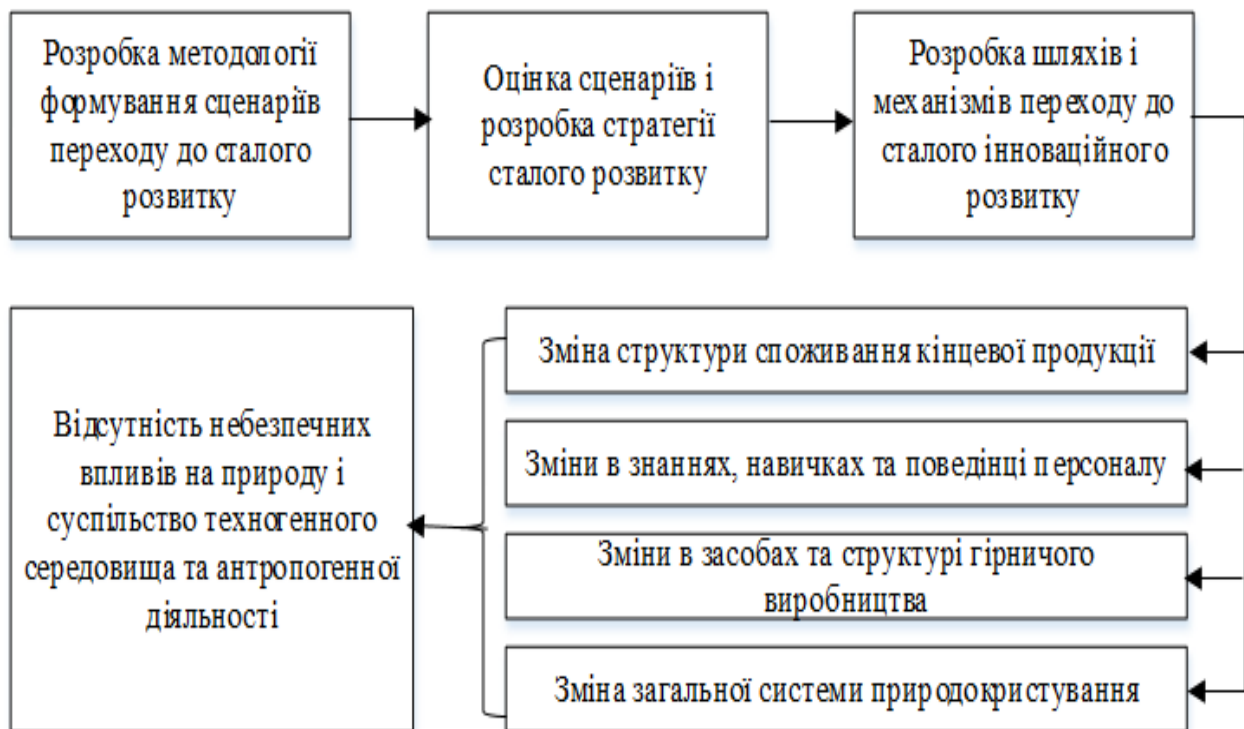 Розробка методології
формування сценаріїв
переходу до сталого
розвитку
Оцінка сценаріїв і
розробка стратегії
сталого розвитку
Розробка шляхів і
механізмів переходу до
сталого інноваційного
розвитку
Відсутність небезпечних
впливів на природу і
суспільство техногенного
середовища та антропогенної
діяльності
Зміна структури споживання кінцевої продукції
Зміни в знаннях, навичках та поведінці персоналу
Зміни в засобах та структурі гірничого
виробництва
Зміна загальної системи природокристування